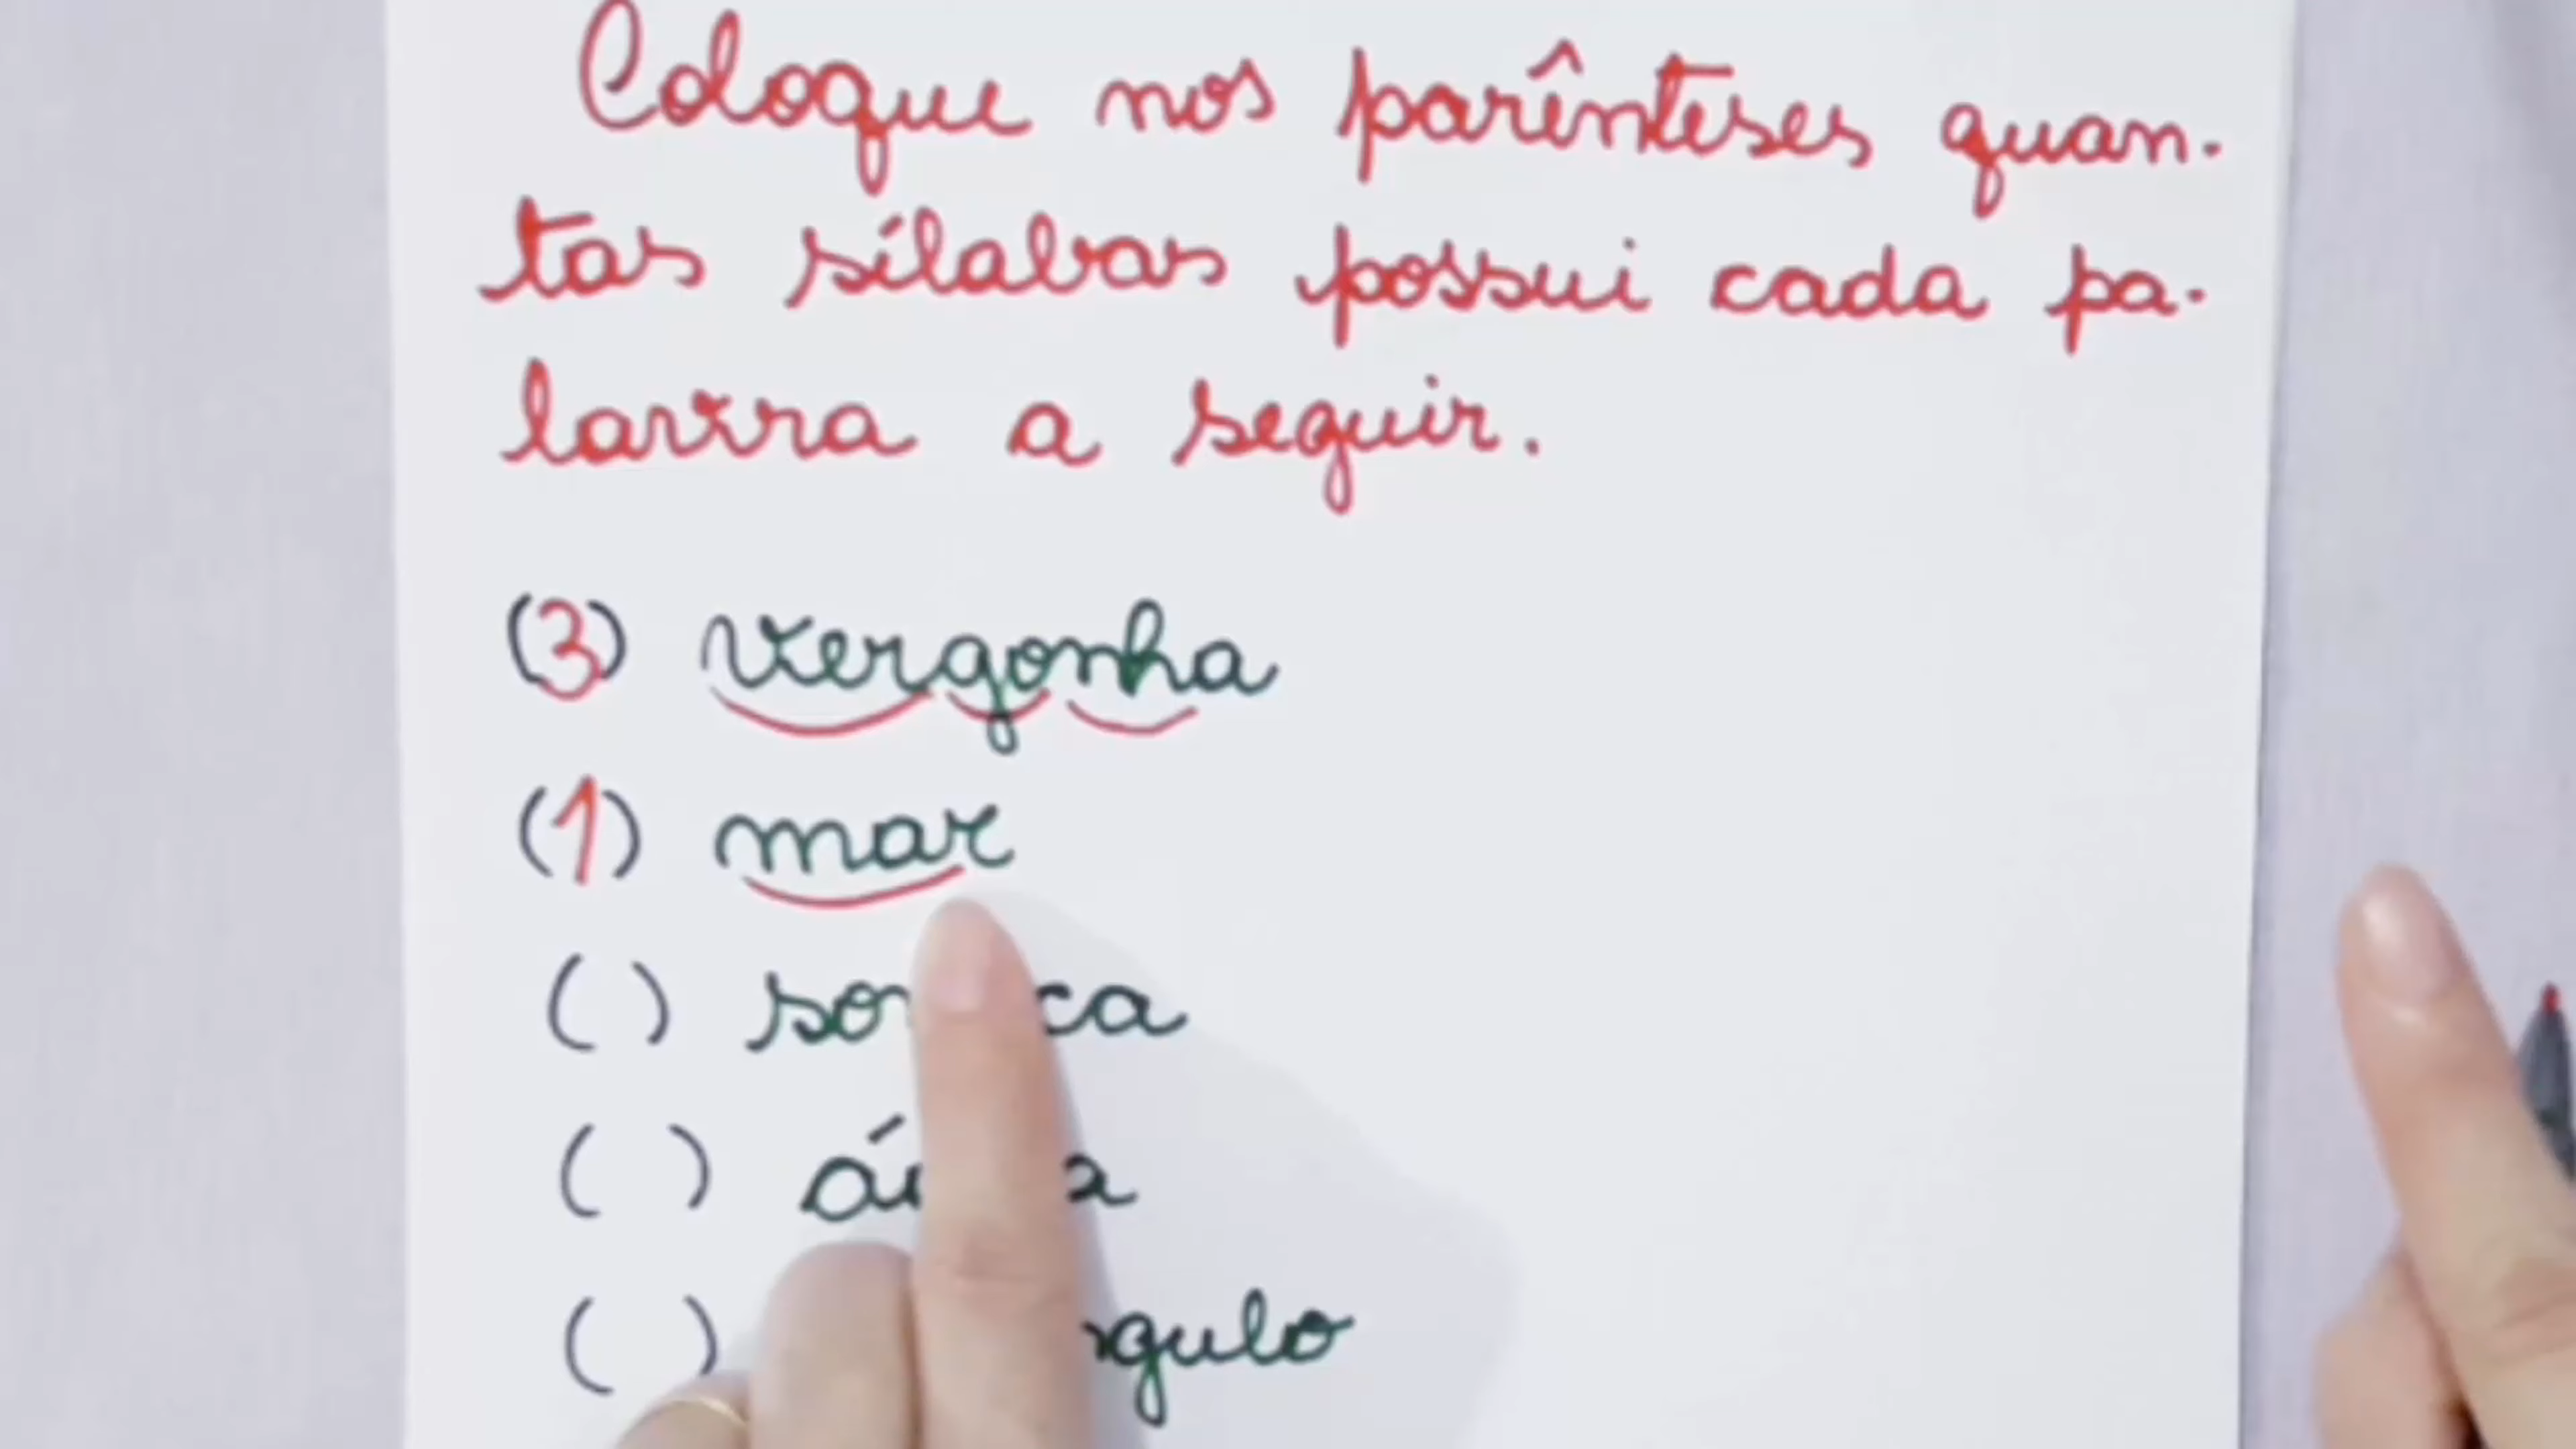 Coloque nos parênteses quan-
tas sílabas possui cada pa-
lavra a seguir.
(3) vergonha
(1) mar
( )
( )
( )